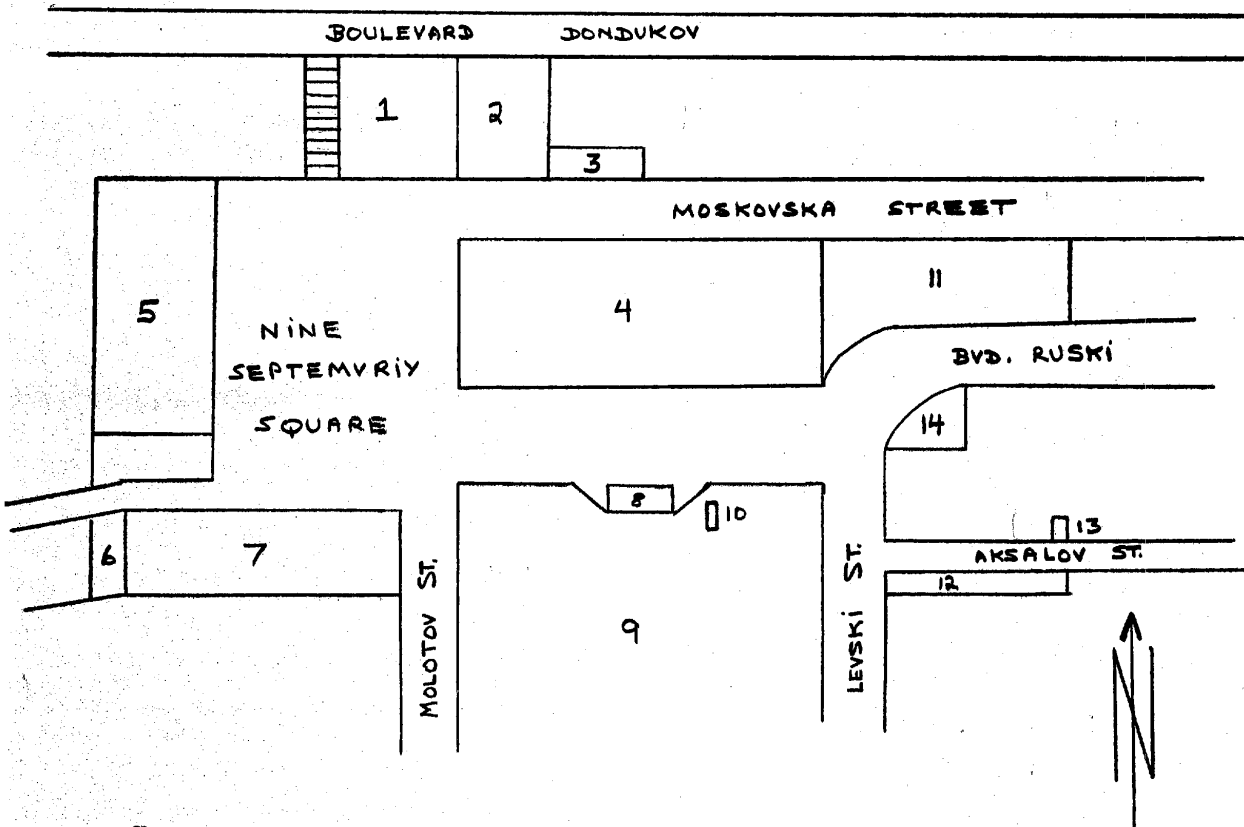 BOULEVARD DONDUKOV
1
2
3
MOSKOVSKA STREET
5
NINE
SEPTEMVRIY
SQUARE
4
11
BVD. RUSKI
14
8
10
6
7
MOLOTOV ST.
9
LEVSKI ST.
13
AKSALOV ST.
12
N